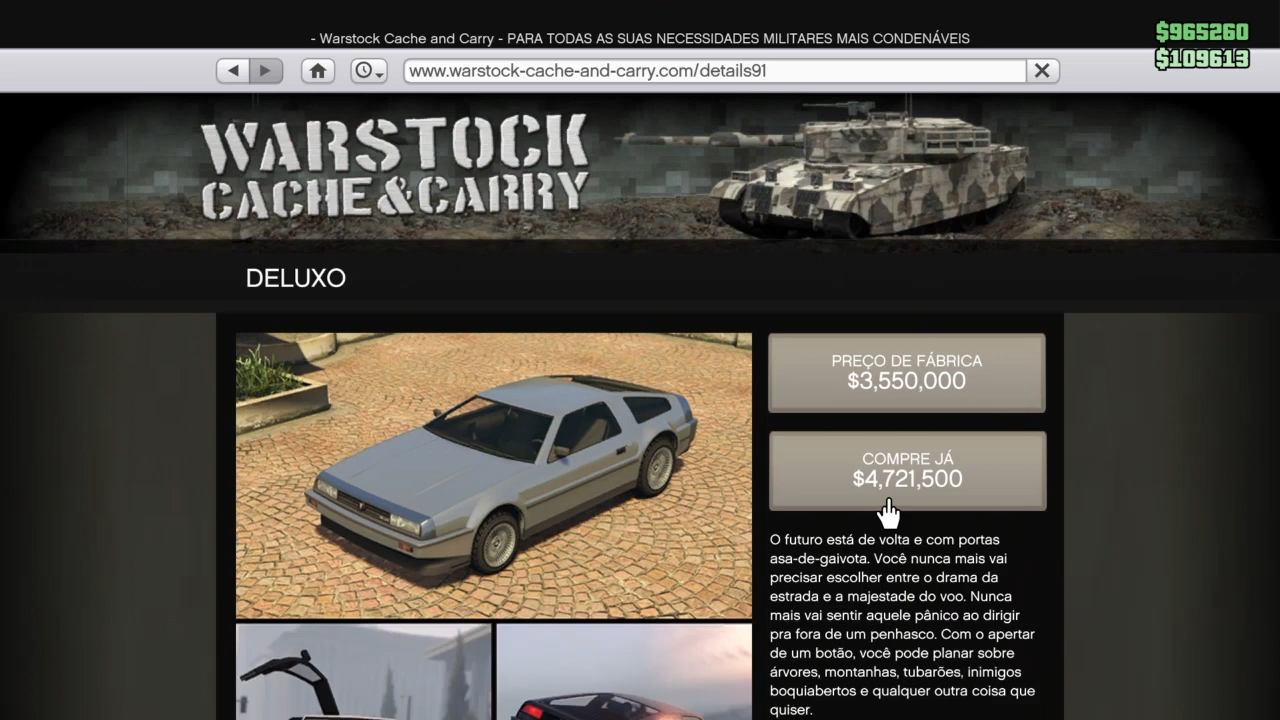 - Warstock Cache and Carry - PARA TODAS AS SUAS NECESSIDADES MILITARES MAIS CONDENÁVEIS
$965260
$109613
www.warstock-cache-and-carry.com/details91
WARSTOCK
CACHE&CARRY
DELUXO
PREÇO DE FÁBRICA
$3,550,000
COMPRE JÁ
$4,721,500
O futuro está de volta e com portas
asa-de-gaivota. Você nunca mais vai
precisar escolher entre o drama da
estrada e a majestade do voo. Nunca
mais vai sentir aquele pânico ao dirigir
pra fora de um penhasco. Com o apertar
de um botão, você pode planar sobre
árvores, montanhas, tubarões, inimigos
boquiabertos e qualquer outra coisa que
quiser.